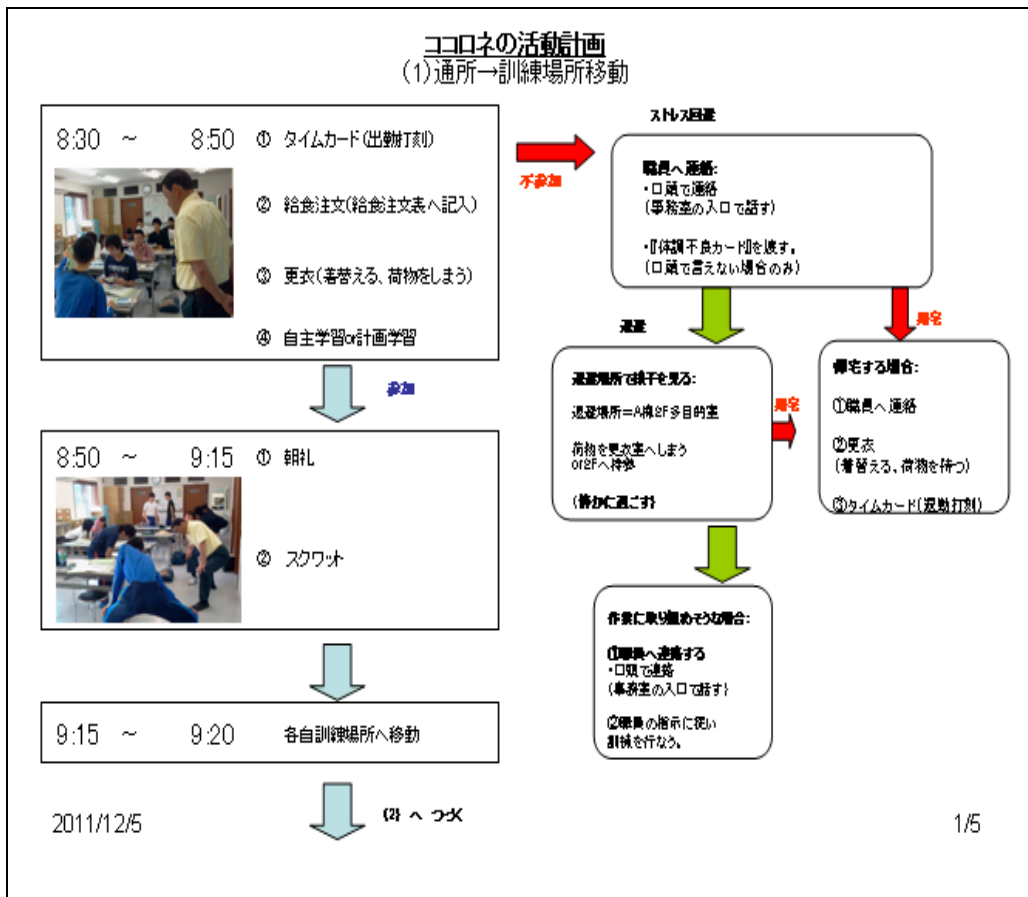 ココロネの活動計画
(1)通所→訓練場所移動
8:30 ～ 8:50 ① タイムカード(出勤打刻)
② 給食注文(給食注文表へ記入)
③ 更衣(着替える、荷物をしまう)
④ 自主学習or計画学習
参加
8:50 ～ 9:15 ① 朝礼
② スクワット
9:15 ～ 9:20 各自訓練場所へ移動
(2) へ つづく
不参加
ストレス回避
職員へ連絡:
・口頭で連絡
(事務室の入口で話す)
・『体調不良カード』を渡す。
(口頭で言えない場合のみ)
退避
帰宅
退避場所で様子を見る:
退避場所=A棟2F多目的室
荷物を更衣室へしまう
or2Fへ待機
(静かに過ごす)
帰宅
帰宅する場合:
①職員へ連絡
②更衣
(着替える、荷物を持つ)
③タイムカード(退勤打刻)
作業に取り組めそうな場合:
①職員へ連絡する
・口頭で連絡
(事務室の入口で話す)
②職員の指示に従い
訓練を行なう。
2011/12/5
1/5